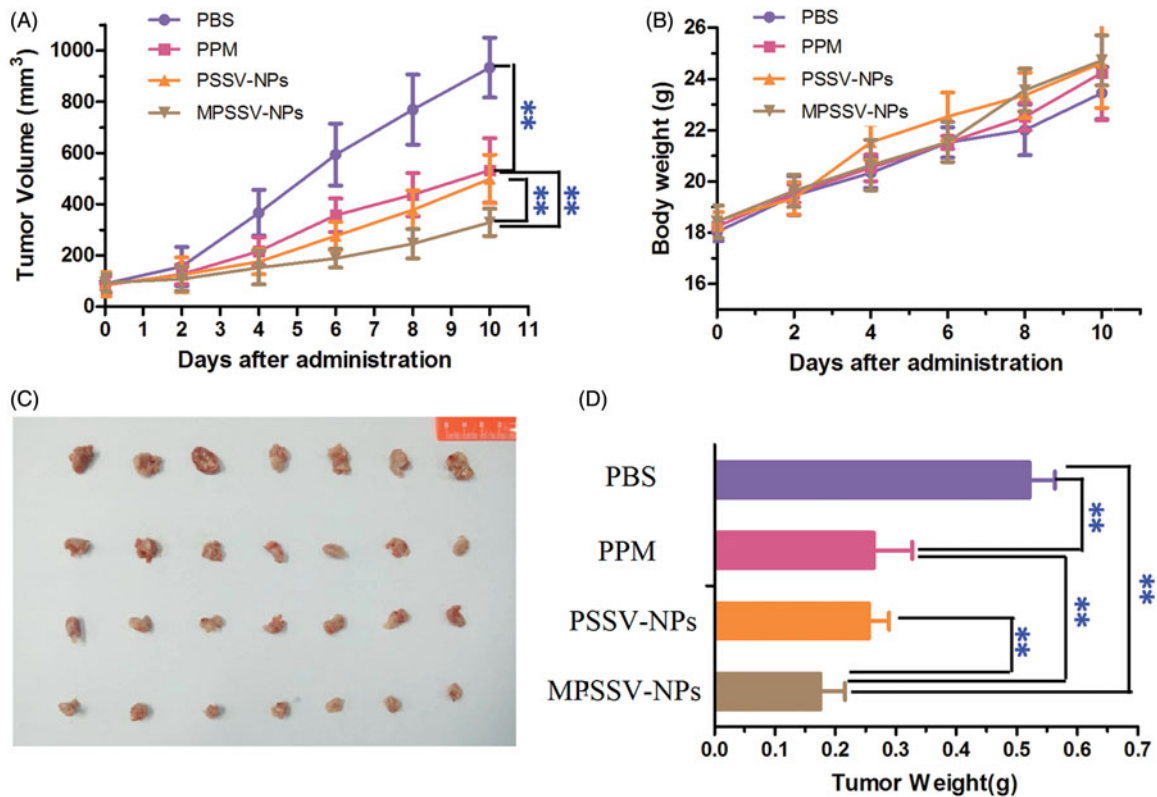 (A)
PBS
PPM
PSSV-NPs
MPSSV-NPs
Tumor Volume (mm³)
1000
800
600
400
200
0
**
**
**
0 1 2 3 4 5 6 7 8 9 10 11
Days after administration
(B)
PBS
PPM
PSSV-NPs
MPSSV-NPs
Body weight (g)
26
24
22
20
18
16
14
0 2 4 6 8 10
Days after administration
(C)
(D)
PBS
PPM
PSSV-NPs
MPSSV-NPs
**
**
**
**
0.0 0.1 0.2 0.3 0.4 0.5 0.6 0.7
Tumor Weight(g)